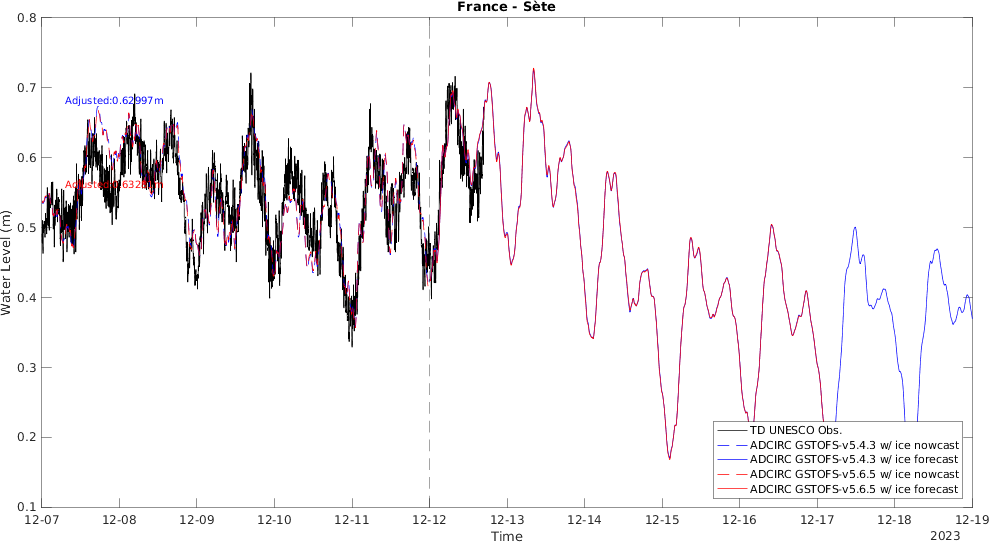 France - Sète
0.8
0.7
0.6
0.5
0.4
0.3
0.2
0.1
Water Level (m)
Adjusted:0.62997m
TD UNESCO Obs.
ADCIRC GSTOFS-v5.4.3 w/ ice nowcast
ADCIRC GSTOFS-v5.4.3 w/ ice forecast
ADCIRC GSTOFS-v5.6.5 w/ ice nowcast
ADCIRC GSTOFS-v5.6.5 w/ ice forecast
12-07 12-08 12-09 12-10 12-11 12-12 12-13 12-14 12-15 12-16 12-17 12-18 12-19
Time
2023